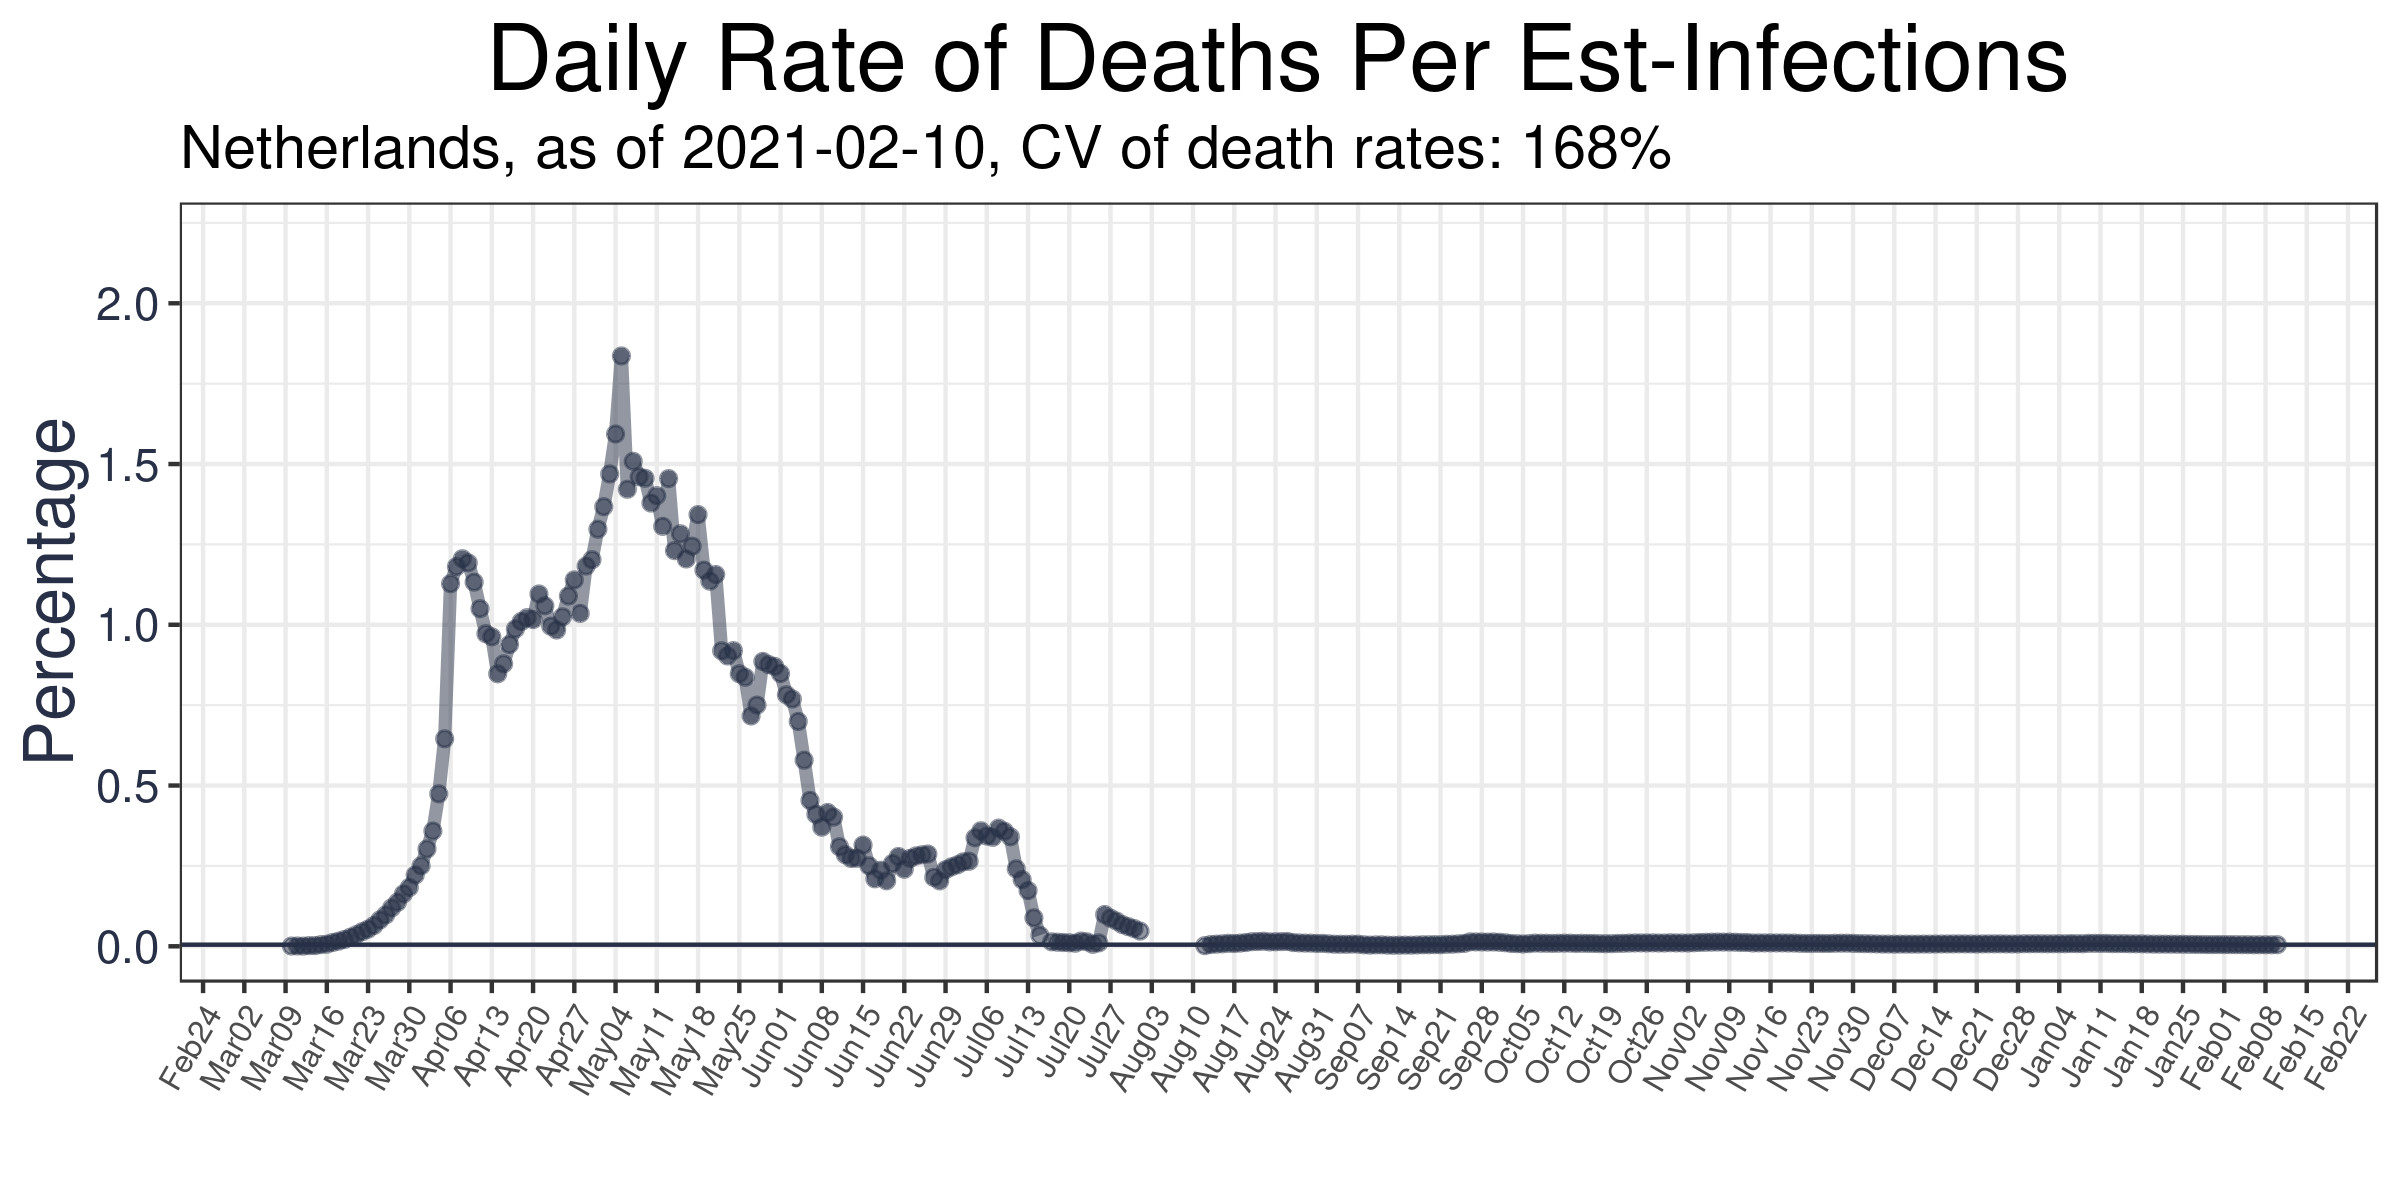 Daily Rate of Deaths Per Est-Infections
Netherlands, as of 2021-02-10, CV of death rates: 168%
Percentage
2.0
1.5
1.0
0.5
0.0
Feb24
Mar02
Mar09
Mar16
Mar23
Mar30
Apr06
Apr13
Apr20
Apr27
May04
May11
May18
May25
Jun01
Jun08
Jun15
Jun22
Jun29
Jul06
Jul13
Jul20
Jul27
Aug03
Aug10
Aug17
Aug24
Aug31
Sep07
Sep14
Sep21
Sep28
Oct05
Oct12
Oct19
Oct26
Nov02
Nov09
Nov16
Nov23
Nov30
Dec07
Dec14
Dec21
Dec28
Jan04
Jan11
Jan18
Jan25
Feb01
Feb08
Feb15
Feb22